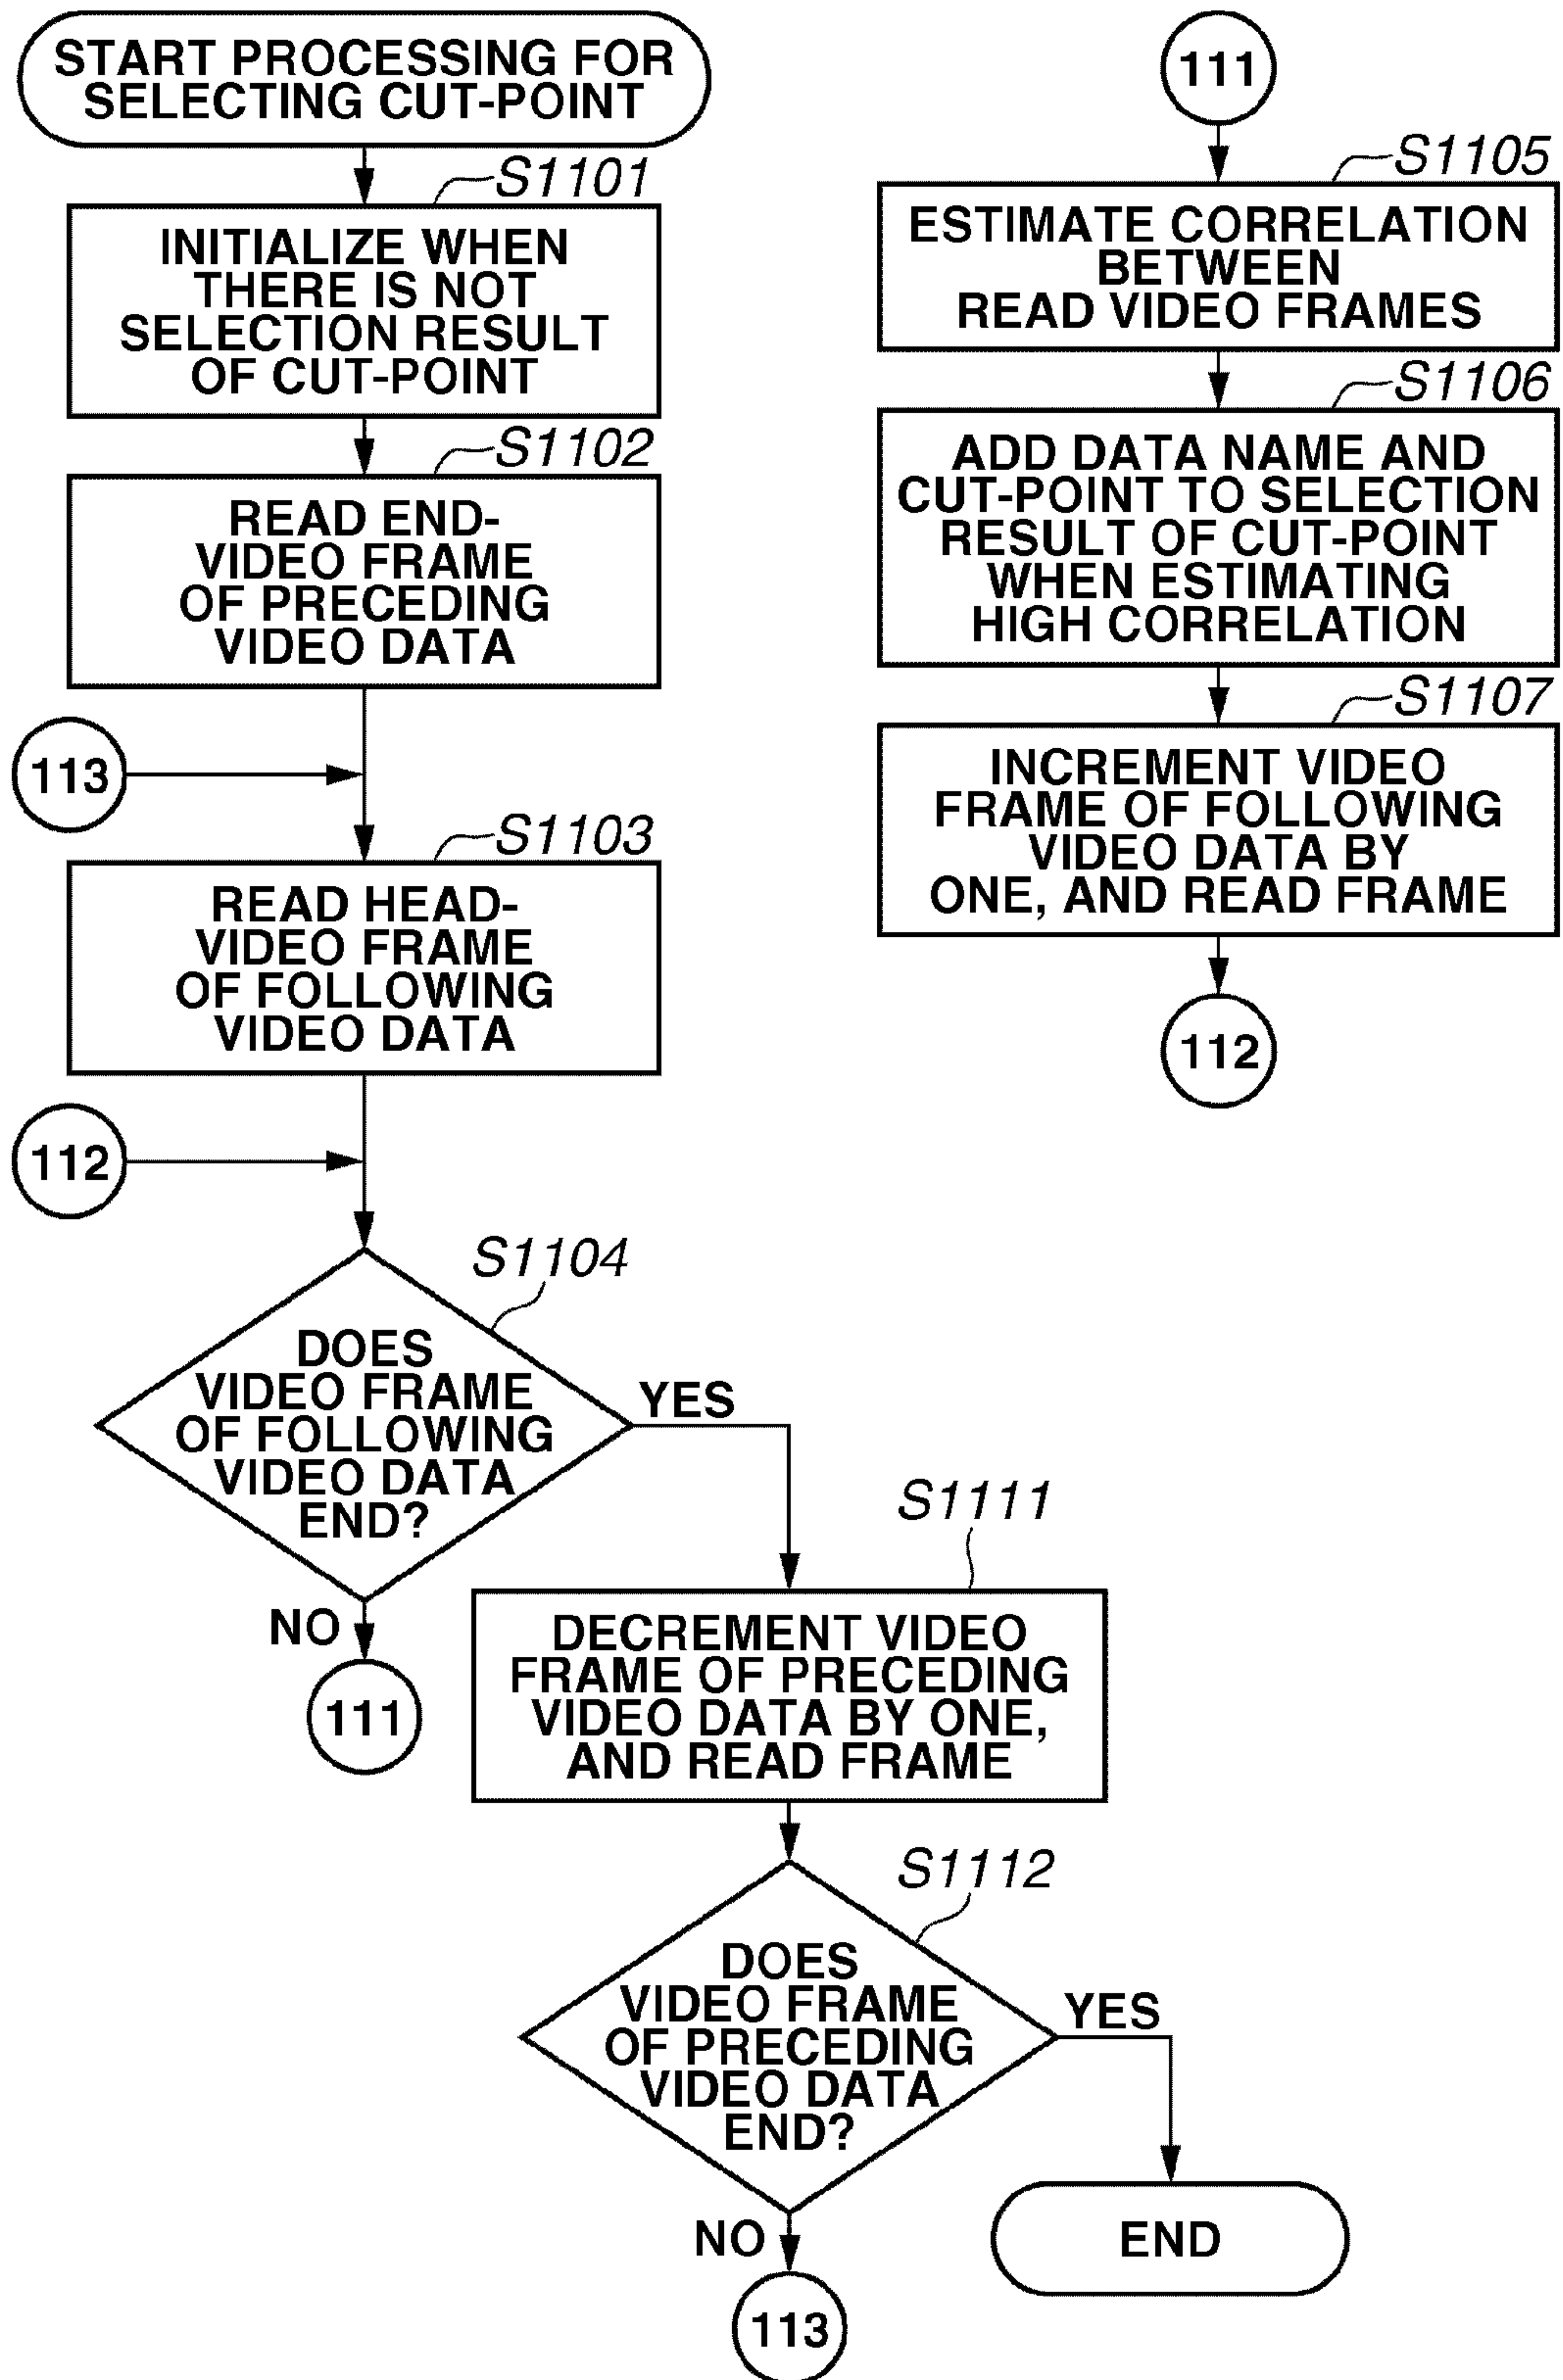 START PROCESSING FOR
SELECTING CUT-POINT
S1101
INITIALIZE WHEN
THERE IS NOT
SELECTION RESULT
OF CUT-POINT
S1102
READ END-
VIDEO FRAME
OF PRECEDING
VIDEO DATA
113
S1103
READ HEAD-
VIDEO FRAME
OF FOLLOWING
VIDEO DATA
112
S1104
DOES
VIDEO FRAME
OF FOLLOWING
VIDEO DATA
END?
YES
NO
111
S1111
DECREMENT VIDEO
FRAME OF PRECEDING
VIDEO DATA BY ONE,
AND READ FRAME
S1112
DOES
VIDEO FRAME
OF PRECEDING
VIDEO DATA
END?
YES
END
NO
113
111
S1105
ESTIMATE CORRELATION
BETWEEN
READ VIDEO FRAMES
S1106
ADD DATA NAME AND
CUT-POINT TO SELECTION
RESULT OF CUT-POINT
WHEN ESTIMATING
HIGH CORRELATION
S1107
INCREMENT VIDEO
FRAME OF FOLLOWING
VIDEO DATA BY
ONE, AND READ FRAME
112